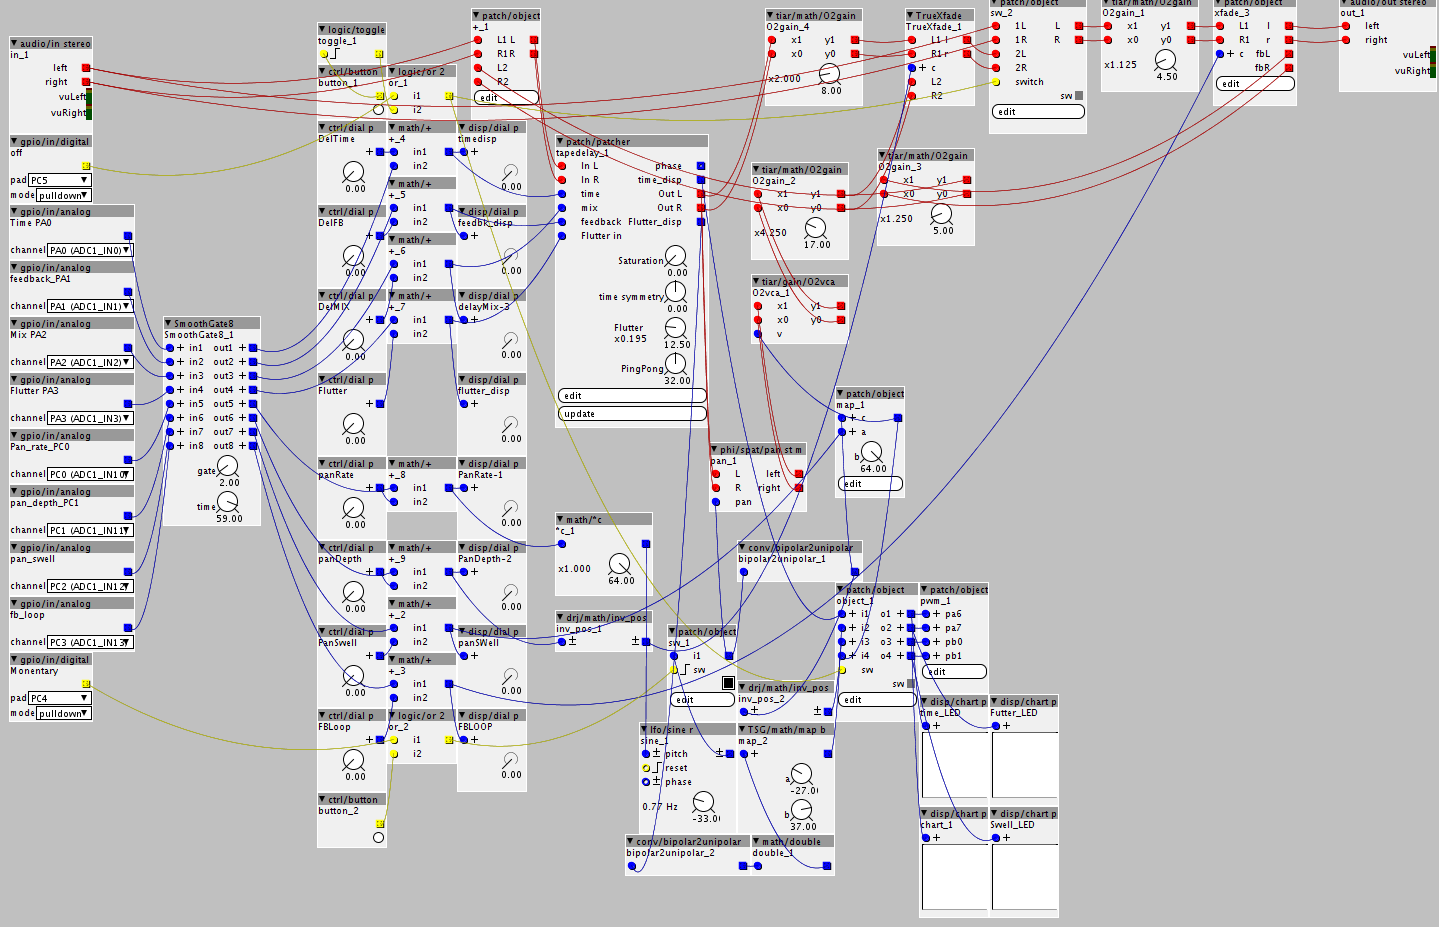 audio/in stereo
in_1
left
right
vuLeft
vuRight
gpio/in/digital
off
pad PC5
mode pulldown
gpio/in/analog
Time PA0
channel PA0 (ADC1_IN0)
gpio/in/analog
feedback_PA1
channel PA1 (ADC1_IN1)
gpio/in/analog
Mix PA2
channel PA2 (ADC1_IN2)
gpio/in/analog
Flutter PA3
channel PA3 (ADC1_IN3)
gpio/in/analog
Pan_rate_PC0
channel PC0 (ADC1_IN10)
gpio/in/analog
pan_depth_PC1
channel PC1 (ADC1_IN11)
gpio/in/analog
pan_swell
channel PC2 (ADC1_IN12)
gpio/in/analog
fb_loop
channel PC3 (ADC1_IN13)
gpio/in/digital
Monentary
pad PC4
mode pulldown
SmoothGate8
SmoothGate8_1
+ in1 out1 +
+ in2 out2 +
+ in3 out3 +
+ in4 out4 +
+ in5 out5 +
+ in6 out6 +
+ in7 out7 +
+ in8 out8 +
gate
2.00
time
59.00
logic/toggle
toggle_1
ctrl/button
button_1
logic/or 2
or_1
i1
i2
ctrl/dial p
DelTime
+
0.00
ctrl/dial p
DelFB
+
0.00
ctrl/dial p
DelMIX
+
0.00
ctrl/dial p
Flutter
+
0.00
ctrl/dial p
panRate
+
0.00
ctrl/dial p
panDepth
+
0.00
ctrl/dial p
PanSwell
+
0.00
ctrl/dial p
FBLoop
+
0.00
ctrl/button
button_2
math/+
+_4
in1
in2
math/+
+_5
in1
in2
math/+
+_6
in1
in2
math/+
+_7
in1
in2
math/+
+_8
in1
in2
math/+
+_9
in1
in2
math/+
+_2
in1
in2
math/+
+_3
in1
in2
logic/or 2
or_2
i1
i2
disp/dial p
timedisp
+
0.00
disp/dial p
feedbk_disp
+
0.00
disp/dial p
delayMix-3
+
0.00
disp/dial p
flutter_disp
+
0.00
disp/dial p
PanRate-1
+
0.00
disp/dial p
PanDepth-2
+
0.00
disp/dial p
panSWell
+
0.00
disp/dial p
FBLOOP
+
0.00
patch/object
+_1
L1 L
R1 R
L2
R2
edit
patch/patcher
tapedelay_1
In L phase
In R time_disp
time Out L
mix Out R
feedback Flutter_disp
Flutter in
Saturation
0.00
time symmetry
0.00
Flutter
x0.195
12.50
PingPong
32.00
edit
update
math/*c
*c_1
x1.000
64.00
drj/math/inv_pos
inv_pos_1
± ±
patch/object
sw_1
i1
sw
edit
lfo/sine r
sine_1
± pitch ±
reset
± phase
0.77 Hz
-33.0
conv/bipolar2unipolar
bipolar2unipolar_2
math/double
double_1
TSG/math/map b
map_2
+
a
-27.0
b
37.00
drj/math/inv_pos
inv_pos_2
± ±
conv/bipolar2unipolar
bipolar2unipolar_1
phi/spat/pan st m
pan_1
L left
R right
pan
tiar/math/02gain
02gain_4
x1 y1
x0 y0
x2.000
8.00
tiar/math/02gain
02gain_2
x1 y1
x0 y0
x4.250
17.00
tiar/gain/02vca
02vca_1
x1 y1
x0 y0
v
patch/object
map_1
+ c
+ a
b
64.00
edit
tiar/math/02gain
02gain_3
x1 y1
x0 y0
x1.250
5.00
TrueXfade
TrueXfade_1
L1 l
R1 r
+ c
L2
R2
patch/object
sw_2
1L L
1R R
2L
2R
switch
sw
edit
tiar/math/02gain
02gain_1
x1 y1
x0 y0
x1.125
4.50
patch/object
xfade_3
L1 l
R1 r
+ c fbL
fbR
edit
audio/out stereo
out_1
left
right
vuLeft
vuRight
patch/object
object_1
+ i1 o1 +
+ i2 o2 +
+ i3 o3 +
+ i4 o4 +
sw
sw
edit
patch/object
pwm_1
+ pa6
+ pa7
+ pb0
+ pb1
edit
disp/chart p
time_LED
+
disp/chart p
Futter_LED
+
disp/chart p
chart_1
+
disp/chart p
Swell_LED
+